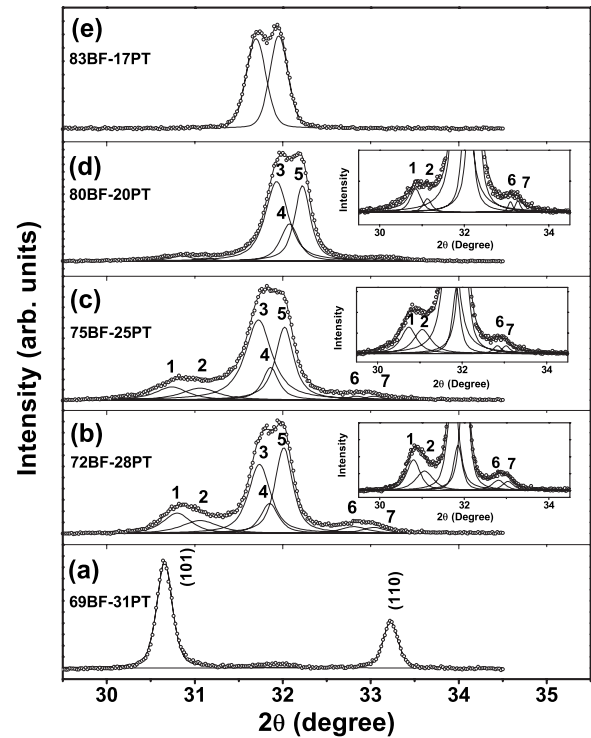 (e)
83BF-17PT
(d)
80BF-20PT
3
5
4
Intensity
1
2
6
7
30
32
34
2θ (Degree)
(c)
75BF-25PT
1
2
3
4
5
6
7
Intensity
1
2
6
7
30
32
34
2θ (Degree)
(b)
72BF-28PT
1
2
3
4
5
6
7
Intensity
1
2
6
7
30
32
34
2θ (Degree)
(a)
69BF-31PT
(101)
(110)
Intensity (arb. units)
30
31
32
33
34
35
2θ (degree)